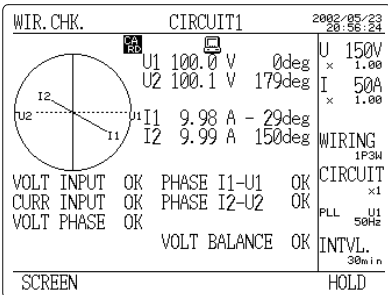 WIR.CHK. CIRCUIT1 2002/05/23
20:56:24
CARD
U1 100.0 V 0deg
U2 100.1 V 179deg
I1 9.98 A - 29deg
I2 9.99 A 150deg
I2
U2 U1
I1
VOLT INPUT OK PHASE I1-U1 OK
CURR INPUT OK PHASE I2-U2 OK
VOLT PHASE OK
VOLT BALANCE OK
U 150V
× 1.00
I 50A
× 1.00
WIRING
1P3W
CIRCUIT
×1
PLL U1
50Hz
INTVL.
30min
SCREEN HOLD